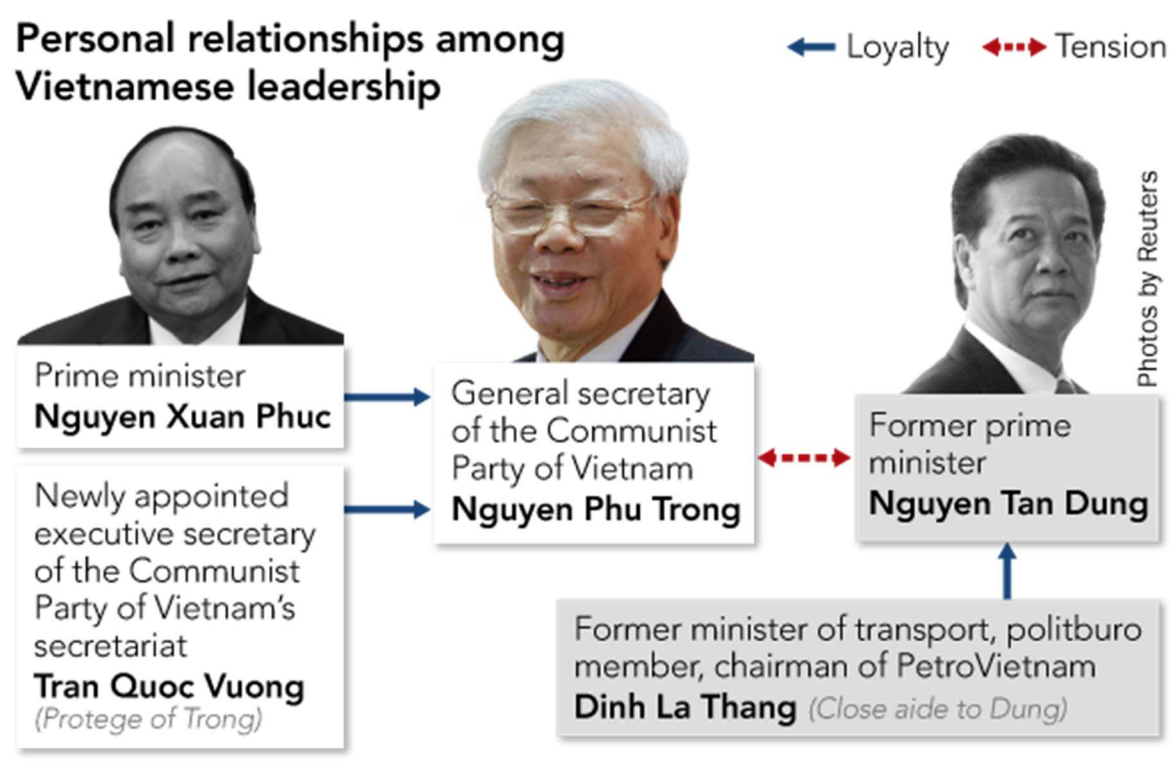 Personal relationships among
Vietnamese leadership
Loyalty
Tension
Photos by Reuters
Prime minister
Nguyen Xuan Phuc
General secretary
of the Communist
Party of Vietnam
Nguyen Phu Trong
Former prime
minister
Nguyen Tan Dung
Newly appointed
executive secretary
of the Communist
Party of Vietnam’s
secretariat
Tran Quoc Vuong
(Protege of Trong)
Former minister of transport, politburo
member, chairman of PetroVietnam
Dinh La Thang (Close aide to Dung)